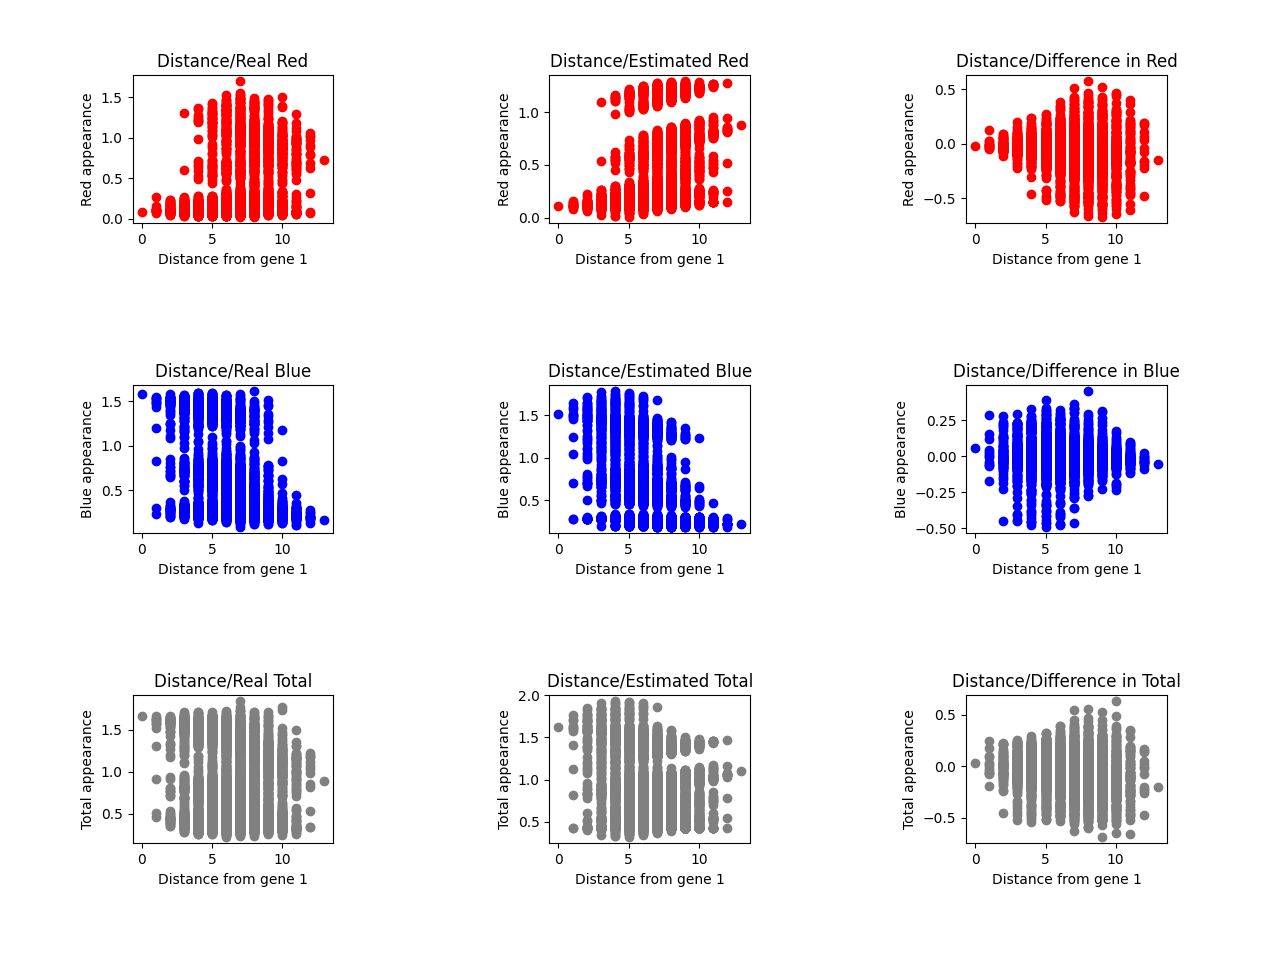 Distance/Real Red
Distance/Estimated Red
Distance/Difference in Red
Red appearance
1.5
1.0
0.5
0.0
0
5
10
Distance from gene 1
Red appearance
1.0
0.5
0.0
0
5
10
Distance from gene 1
Red appearance
0.5
0.0
−0.5
0
5
10
Distance from gene 1
Distance/Real Blue
Distance/Estimated Blue
Distance/Difference in Blue
Blue appearance
1.5
1.0
0.5
0
5
10
Distance from gene 1
Blue appearance
1.5
1.0
0.5
0
5
10
Distance from gene 1
Blue appearance
0.25
0.00
−0.25
−0.50
0
5
10
Distance from gene 1
Distance/Real Total
Distance/Estimated Total
Distance/Difference in Total
Total appearance
1.5
1.0
0.5
0
5
10
Distance from gene 1
Total appearance
2.0
1.5
1.0
0.5
0
5
10
Distance from gene 1
Total appearance
0.5
0.0
−0.5
0
5
10
Distance from gene 1